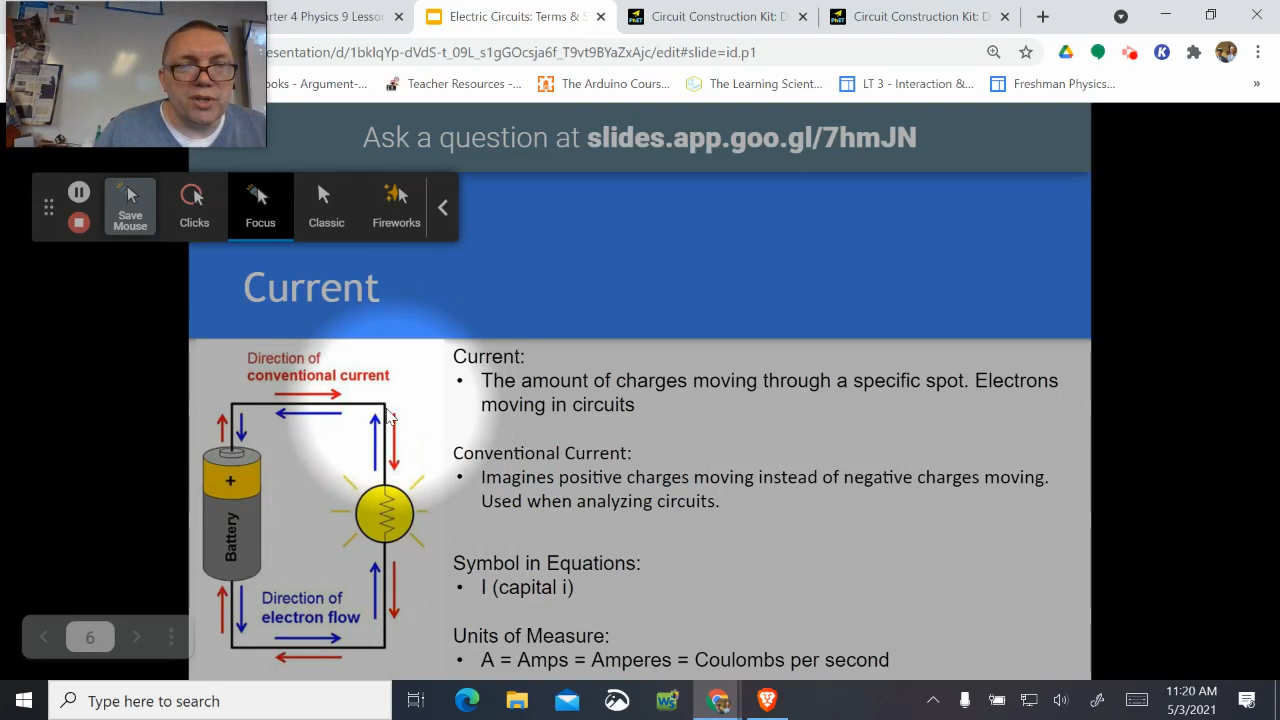 arter 4 Physics 9 Lessor
Electric Circuits: Terms & S
Circuit Construction Kit: D
Circuit Construction Kit: D
esentation/d/1bklqYp-dVdS-t_09L_s1gGOcsja6f_T9vt9BYaZxAjc/edit#slide=id.p1
ooks - Argument-...
Teacher Resources -...
The Arduino Cours...
The Learning Scient...
LT 3 - Interaction &...
Freshman Physics...
Ask a question at slides.app.goo.gl/7hmJN
Save
Mouse
Clicks
Focus
Classic
Fireworks
Current
Direction of
conventional current
+
Battery
Direction of
electron flow
Current:
• The amount of charges moving through a specific spot. Electrons
moving in circuits
Conventional Current:
• Imagines positive charges moving instead of negative charges moving.
Used when analyzing circuits.
Symbol in Equations:
• I (capital i)
Units of Measure:
• A = Amps = Amperes = Coulombs per second
6
Type here to search
11:20 AM
5/3/2021